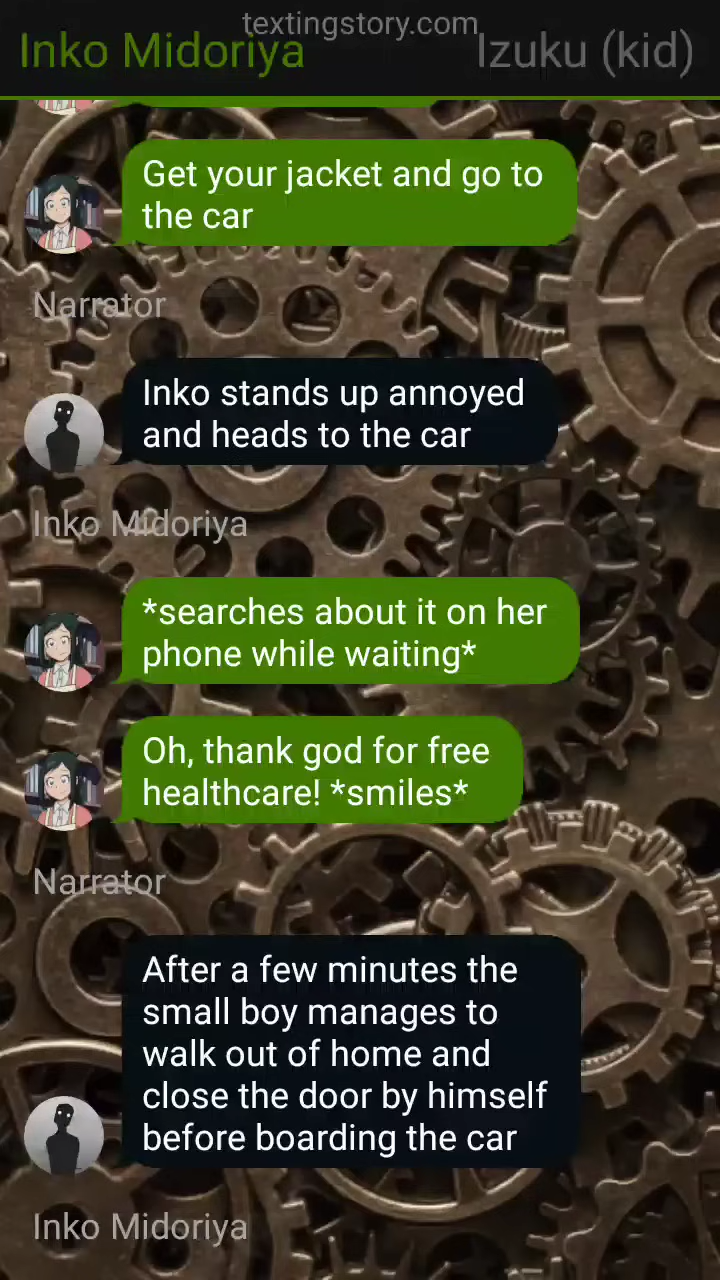 textingstory.com
Inko Midoriya
Izuku (kid)
Get your jacket and go to
the car
Narrator
Inko stands up annoyed
and heads to the car
Inko Midoriya
*searches about it on her
phone while waiting*
Oh, thank god for free
healthcare! *smiles*
Narrator
After a few minutes the
small boy manages to
walk out of home and
close the door by himself
before boarding the car
Inko Midoriya